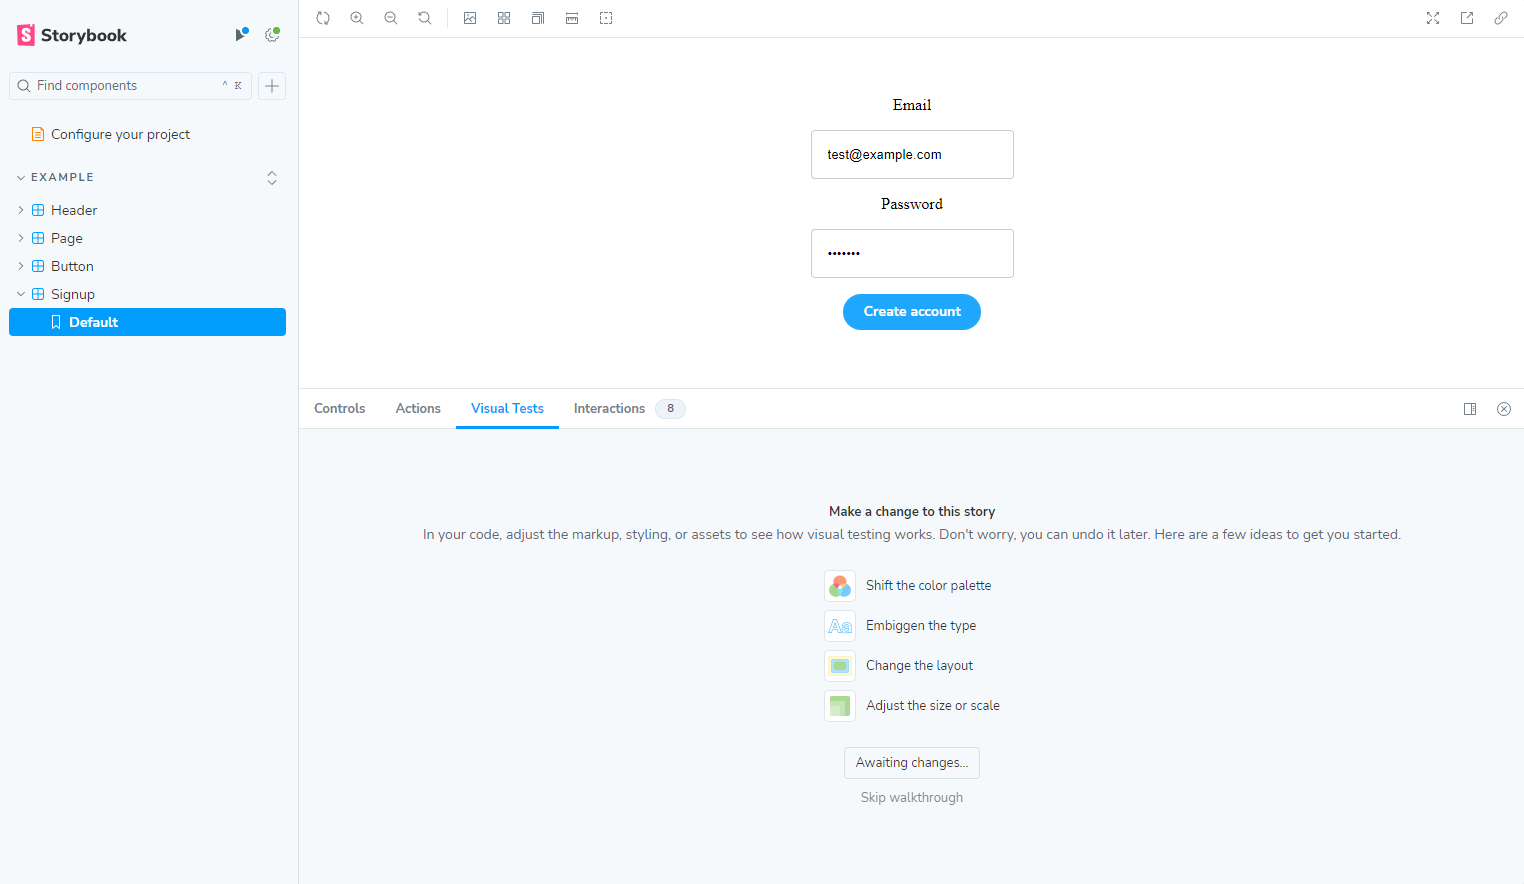 Storybook
Find components
^ K
Configure your project
EXAMPLE
Header
Page
Button
Signup
Default
Email
test@example.com
Password
•••••••
Create account
Controls Actions Visual Tests Interactions 8
Make a change to this story
In your code, adjust the markup, styling, or assets to see how visual testing works. Don't worry, you can undo it later. Here are a few ideas to get you started.
Shift the color palette
Aa Embiggen the type
Change the layout
Adjust the size or scale
Awaiting changes...
Skip walkthrough